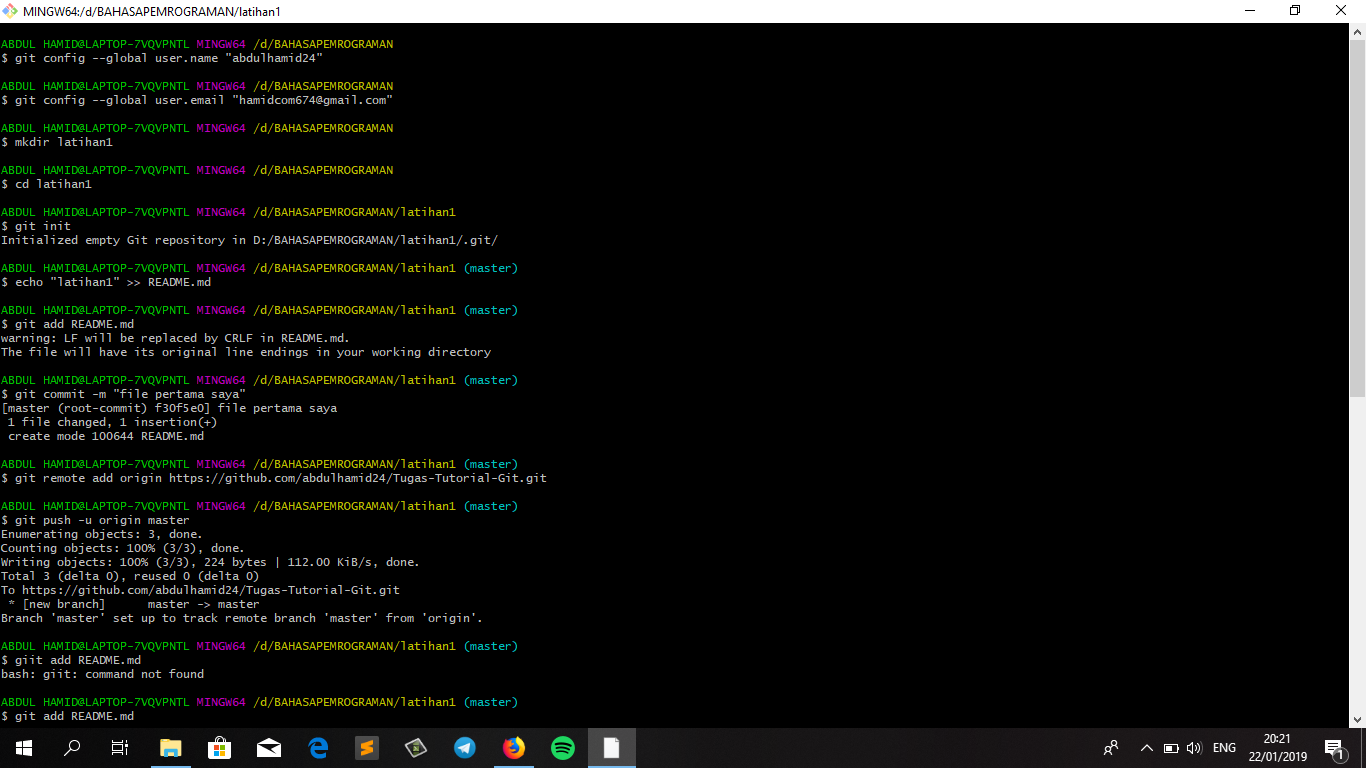 MINGW64:/d/BAHASAPEMROGRAMAN/latihan1
ABDUL HAMID@LAPTOP-7VQVPNTL MINGW64 /d/BAHASAPEMROGRAMAN
$ git config --global user.name "abdulhamid24"
ABDUL HAMID@LAPTOP-7VQVPNTL MINGW64 /d/BAHASAPEMROGRAMAN
$ git config --global user.email "hamidcom674@gmail.com"
ABDUL HAMID@LAPTOP-7VQVPNTL MINGW64 /d/BAHASAPEMROGRAMAN
$ mkdir latihan1
ABDUL HAMID@LAPTOP-7VQVPNTL MINGW64 /d/BAHASAPEMROGRAMAN
$ cd latihan1
ABDUL HAMID@LAPTOP-7VQVPNTL MINGW64 /d/BAHASAPEMROGRAMAN/latihan1
$ git init
Initialized empty Git repository in D:/BAHASAPEMROGRAMAN/latihan1/.git/
ABDUL HAMID@LAPTOP-7VQVPNTL MINGW64 /d/BAHASAPEMROGRAMAN/latihan1 (master)
$ echo "latihan1" >> README.md
ABDUL HAMID@LAPTOP-7VQVPNTL MINGW64 /d/BAHASAPEMROGRAMAN/latihan1 (master)
$ git add README.md
warning: LF will be replaced by CRLF in README.md.
The file will have its original line endings in your working directory
ABDUL HAMID@LAPTOP-7VQVPNTL MINGW64 /d/BAHASAPEMROGRAMAN/latihan1 (master)
$ git commit -m "file pertama saya"
[master (root-commit) f30f5e0] file pertama saya
1 file changed, 1 insertion(+)
create mode 100644 README.md
ABDUL HAMID@LAPTOP-7VQVPNTL MINGW64 /d/BAHASAPEMROGRAMAN/latihan1 (master)
$ git remote add origin https://github.com/abdulhamid24/Tugas-Tutorial-Git.git
ABDUL HAMID@LAPTOP-7VQVPNTL MINGW64 /d/BAHASAPEMROGRAMAN/latihan1 (master)
$ git push -u origin master
Enumerating objects: 3, done.
Counting objects: 100% (3/3), done.
Writing objects: 100% (3/3), 224 bytes | 112.00 KiB/s, done.
Total 3 (delta 0), reused 0 (delta 0)
To https://github.com/abdulhamid24/Tugas-Tutorial-Git.git
* [new branch]      master -> master
Branch 'master' set up to track remote branch 'master' from 'origin'.
ABDUL HAMID@LAPTOP-7VQVPNTL MINGW64 /d/BAHASAPEMROGRAMAN/latihan1 (master)
$ giit add README.md
bash: giit: command not found
ABDUL HAMID@LAPTOP-7VQVPNTL MINGW64 /d/BAHASAPEMROGRAMAN/latihan1 (master)
$ git add README.md
ENG
20:21
22/01/2019
1